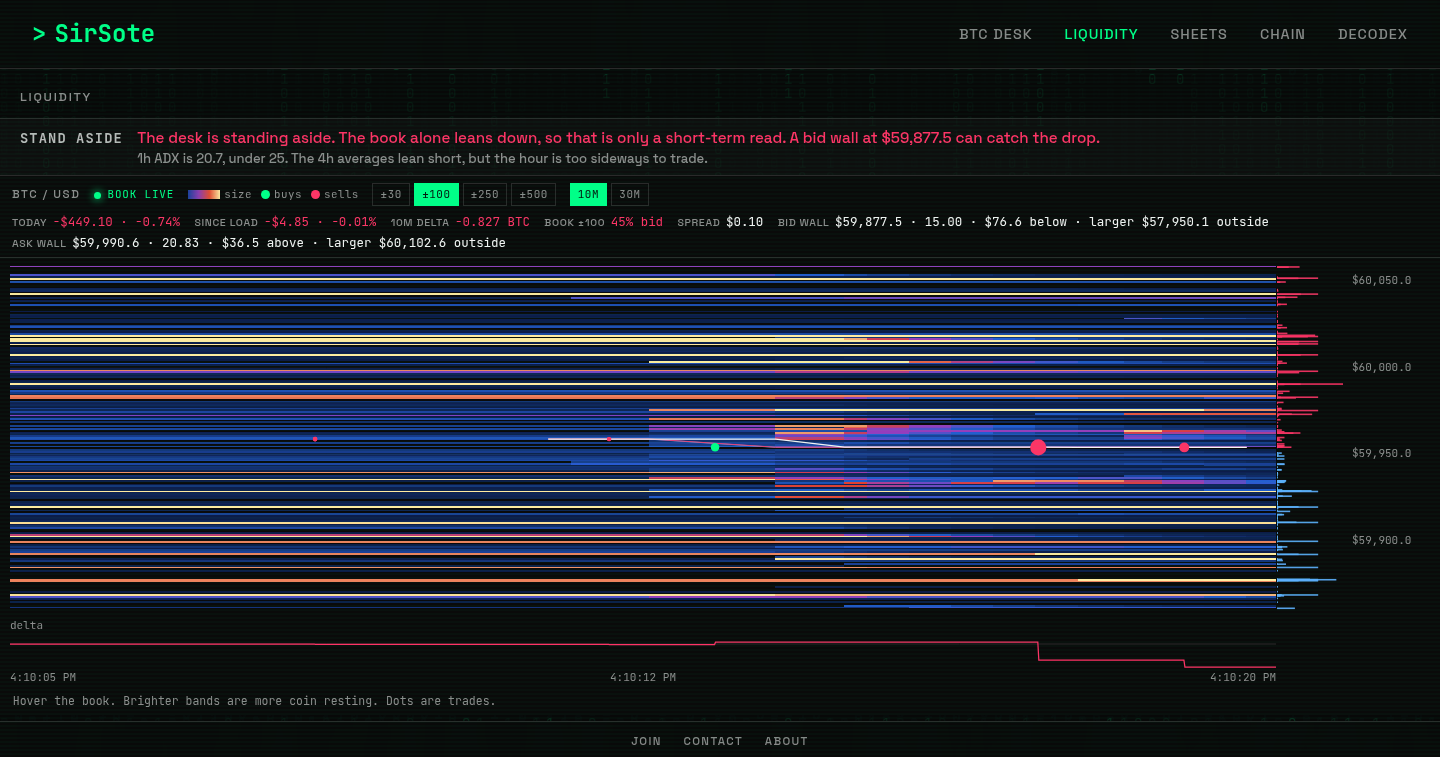 > SirSote
BTC DESK LIQUIDITY SHEETS CHAIN DECODEX
LIQUIDITY
STAND ASIDE The desk is standing aside. The book alone leans down, so that is only a short-term read. A bid wall at $59,877.5 can catch the drop.
1h ADX is 20.7, under 25. The 4h averages lean short, but the hour is too sideways to trade.
BTC / USD BOOK LIVE size buys sells ±30 ±100 ±250 ±500 10M 30M
TODAY -$449.10 · -0.74% SINCE LOAD -$4.85 · -0.01% 10M DELTA -0.827 BTC BOOK ±100 45% bid SPREAD $0.10 BID WALL $59,877.5 · 15.00 · $76.6 below · larger $57,950.1 outside
ASK WALL $59,990.6 · 20.83 · $36.5 above · larger $60,102.6 outside
$60,050.0
$60,000.0
$59,950.0
$59,900.0
delta
4:10:05 PM 4:10:12 PM 4:10:20 PM
Hover the book. Brighter bands are more coin resting. Dots are trades.
JOIN CONTACT ABOUT